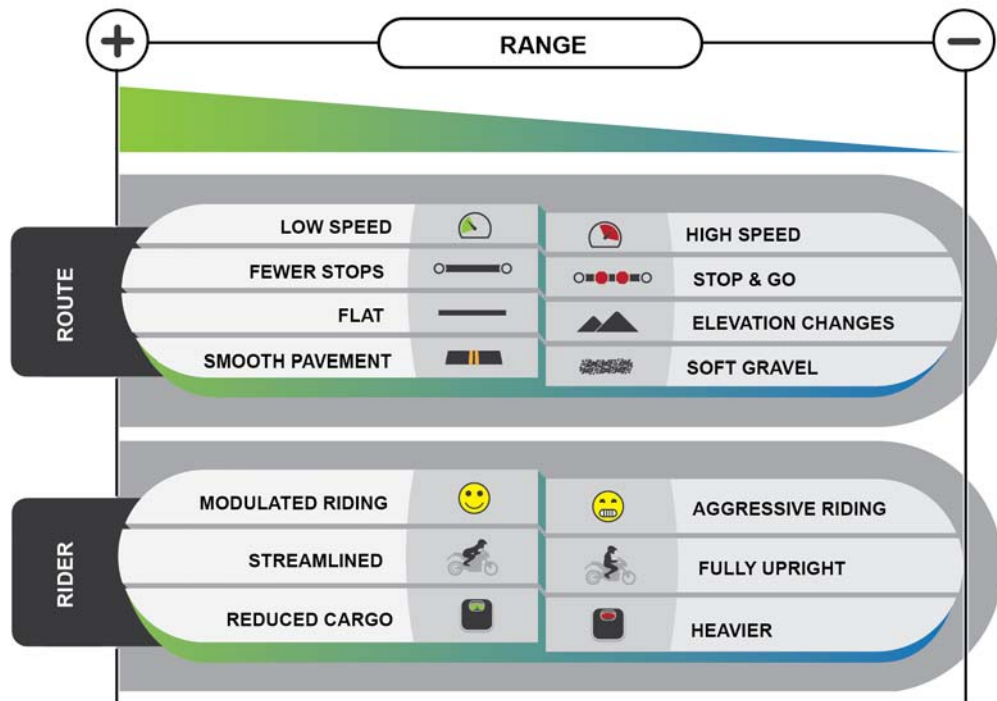 RANGE
ROUTE
LOW SPEED
HIGH SPEED
FEWER STOPS
STOP & GO
FLAT
ELEVATION CHANGES
SMOOTH PAVEMENT
SOFT GRAVEL
RIDER
MODULATED RIDING
AGGRESSIVE RIDING
STREAMLINED
FULLY UPRIGHT
REDUCED CARGO
HEAVIER